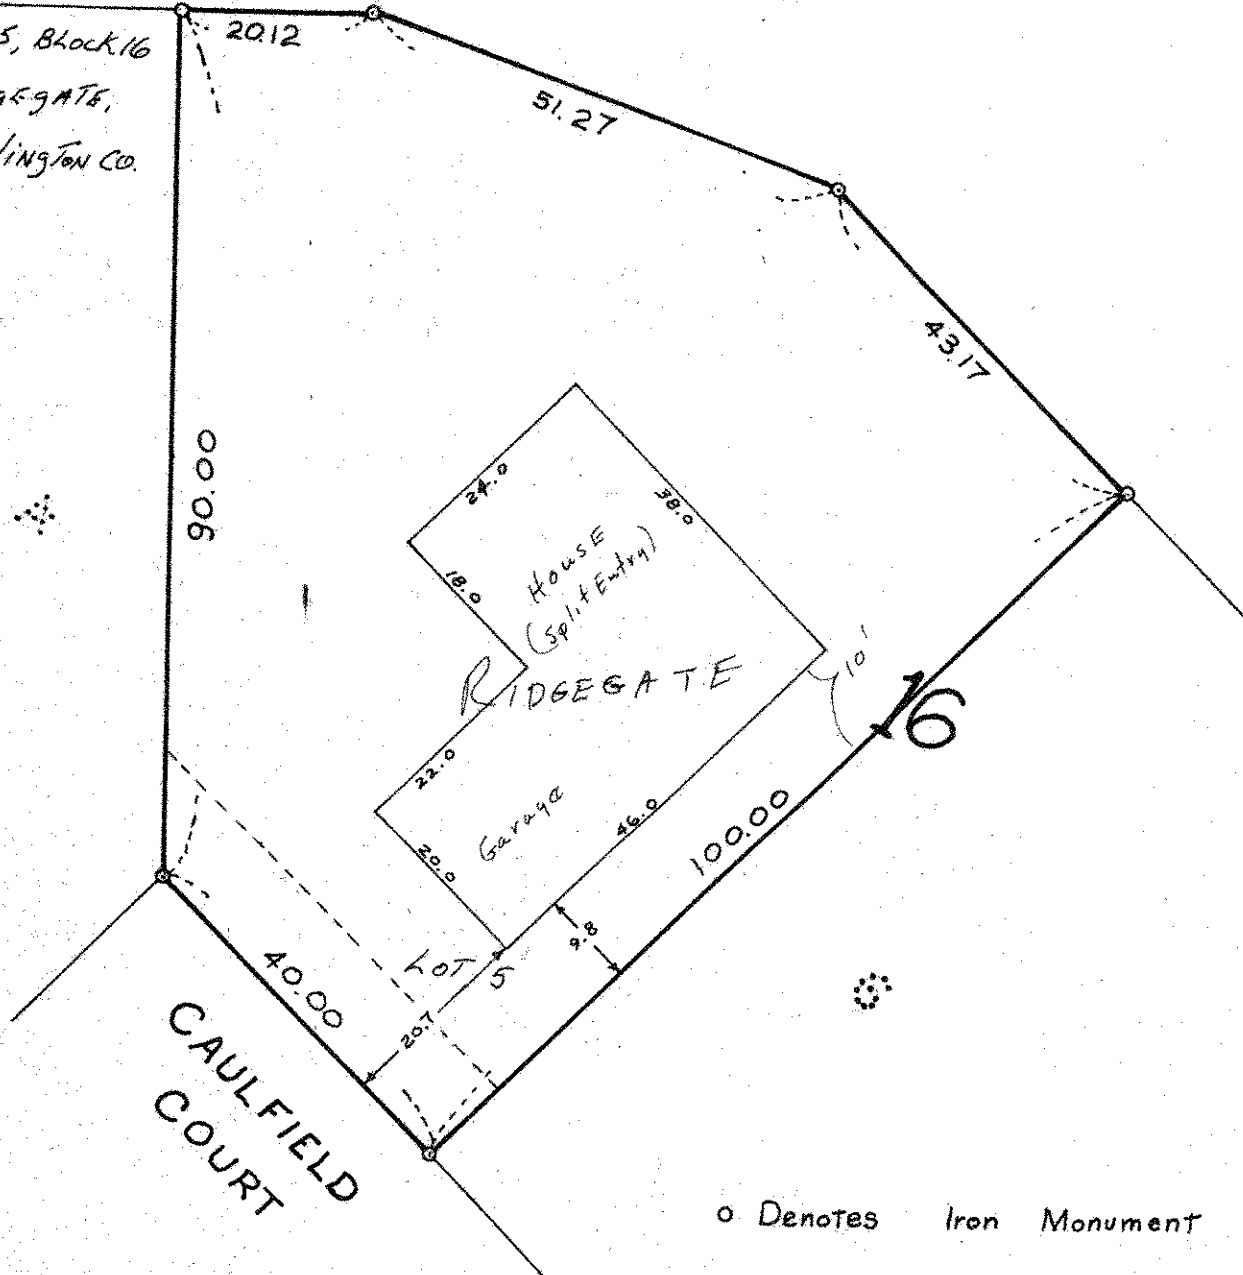 5, Block 16
GEGATE,
INGTON CO.
20.12
51.27
43.17
90.00
24.0
38.0
18.0
House
(Split Entry)
RIDGEGATE
10'
16
22.0
Garage
46.0
20.0
100.00
9.8
LOT 5
40.00
20.7
CAULFIELD
COURT
o Denotes Iron Monument